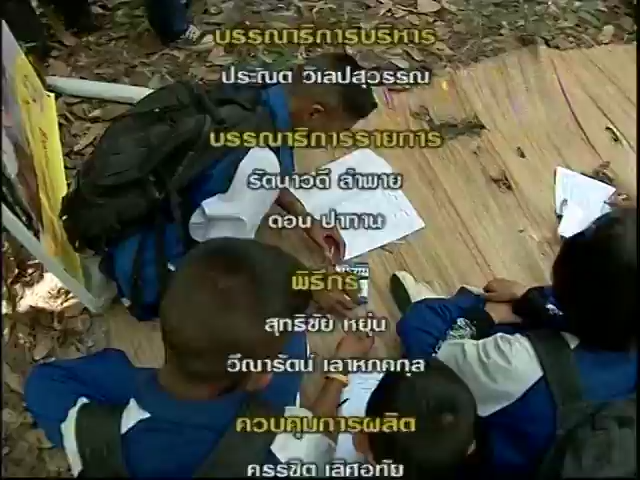 บรรณาธิการบริหาร
ประณต วิเลปสุวรรณ
บรรณาธิการรายการ
รัตนาวดี ลำพาย
ดอน ปาทาน
พิธีกร
สุทธิชัย หยุ่น
วีณารัตน์ เลาหภคกุล
ควบคุมการผลิต
ครรชิต เลิศอุทัย